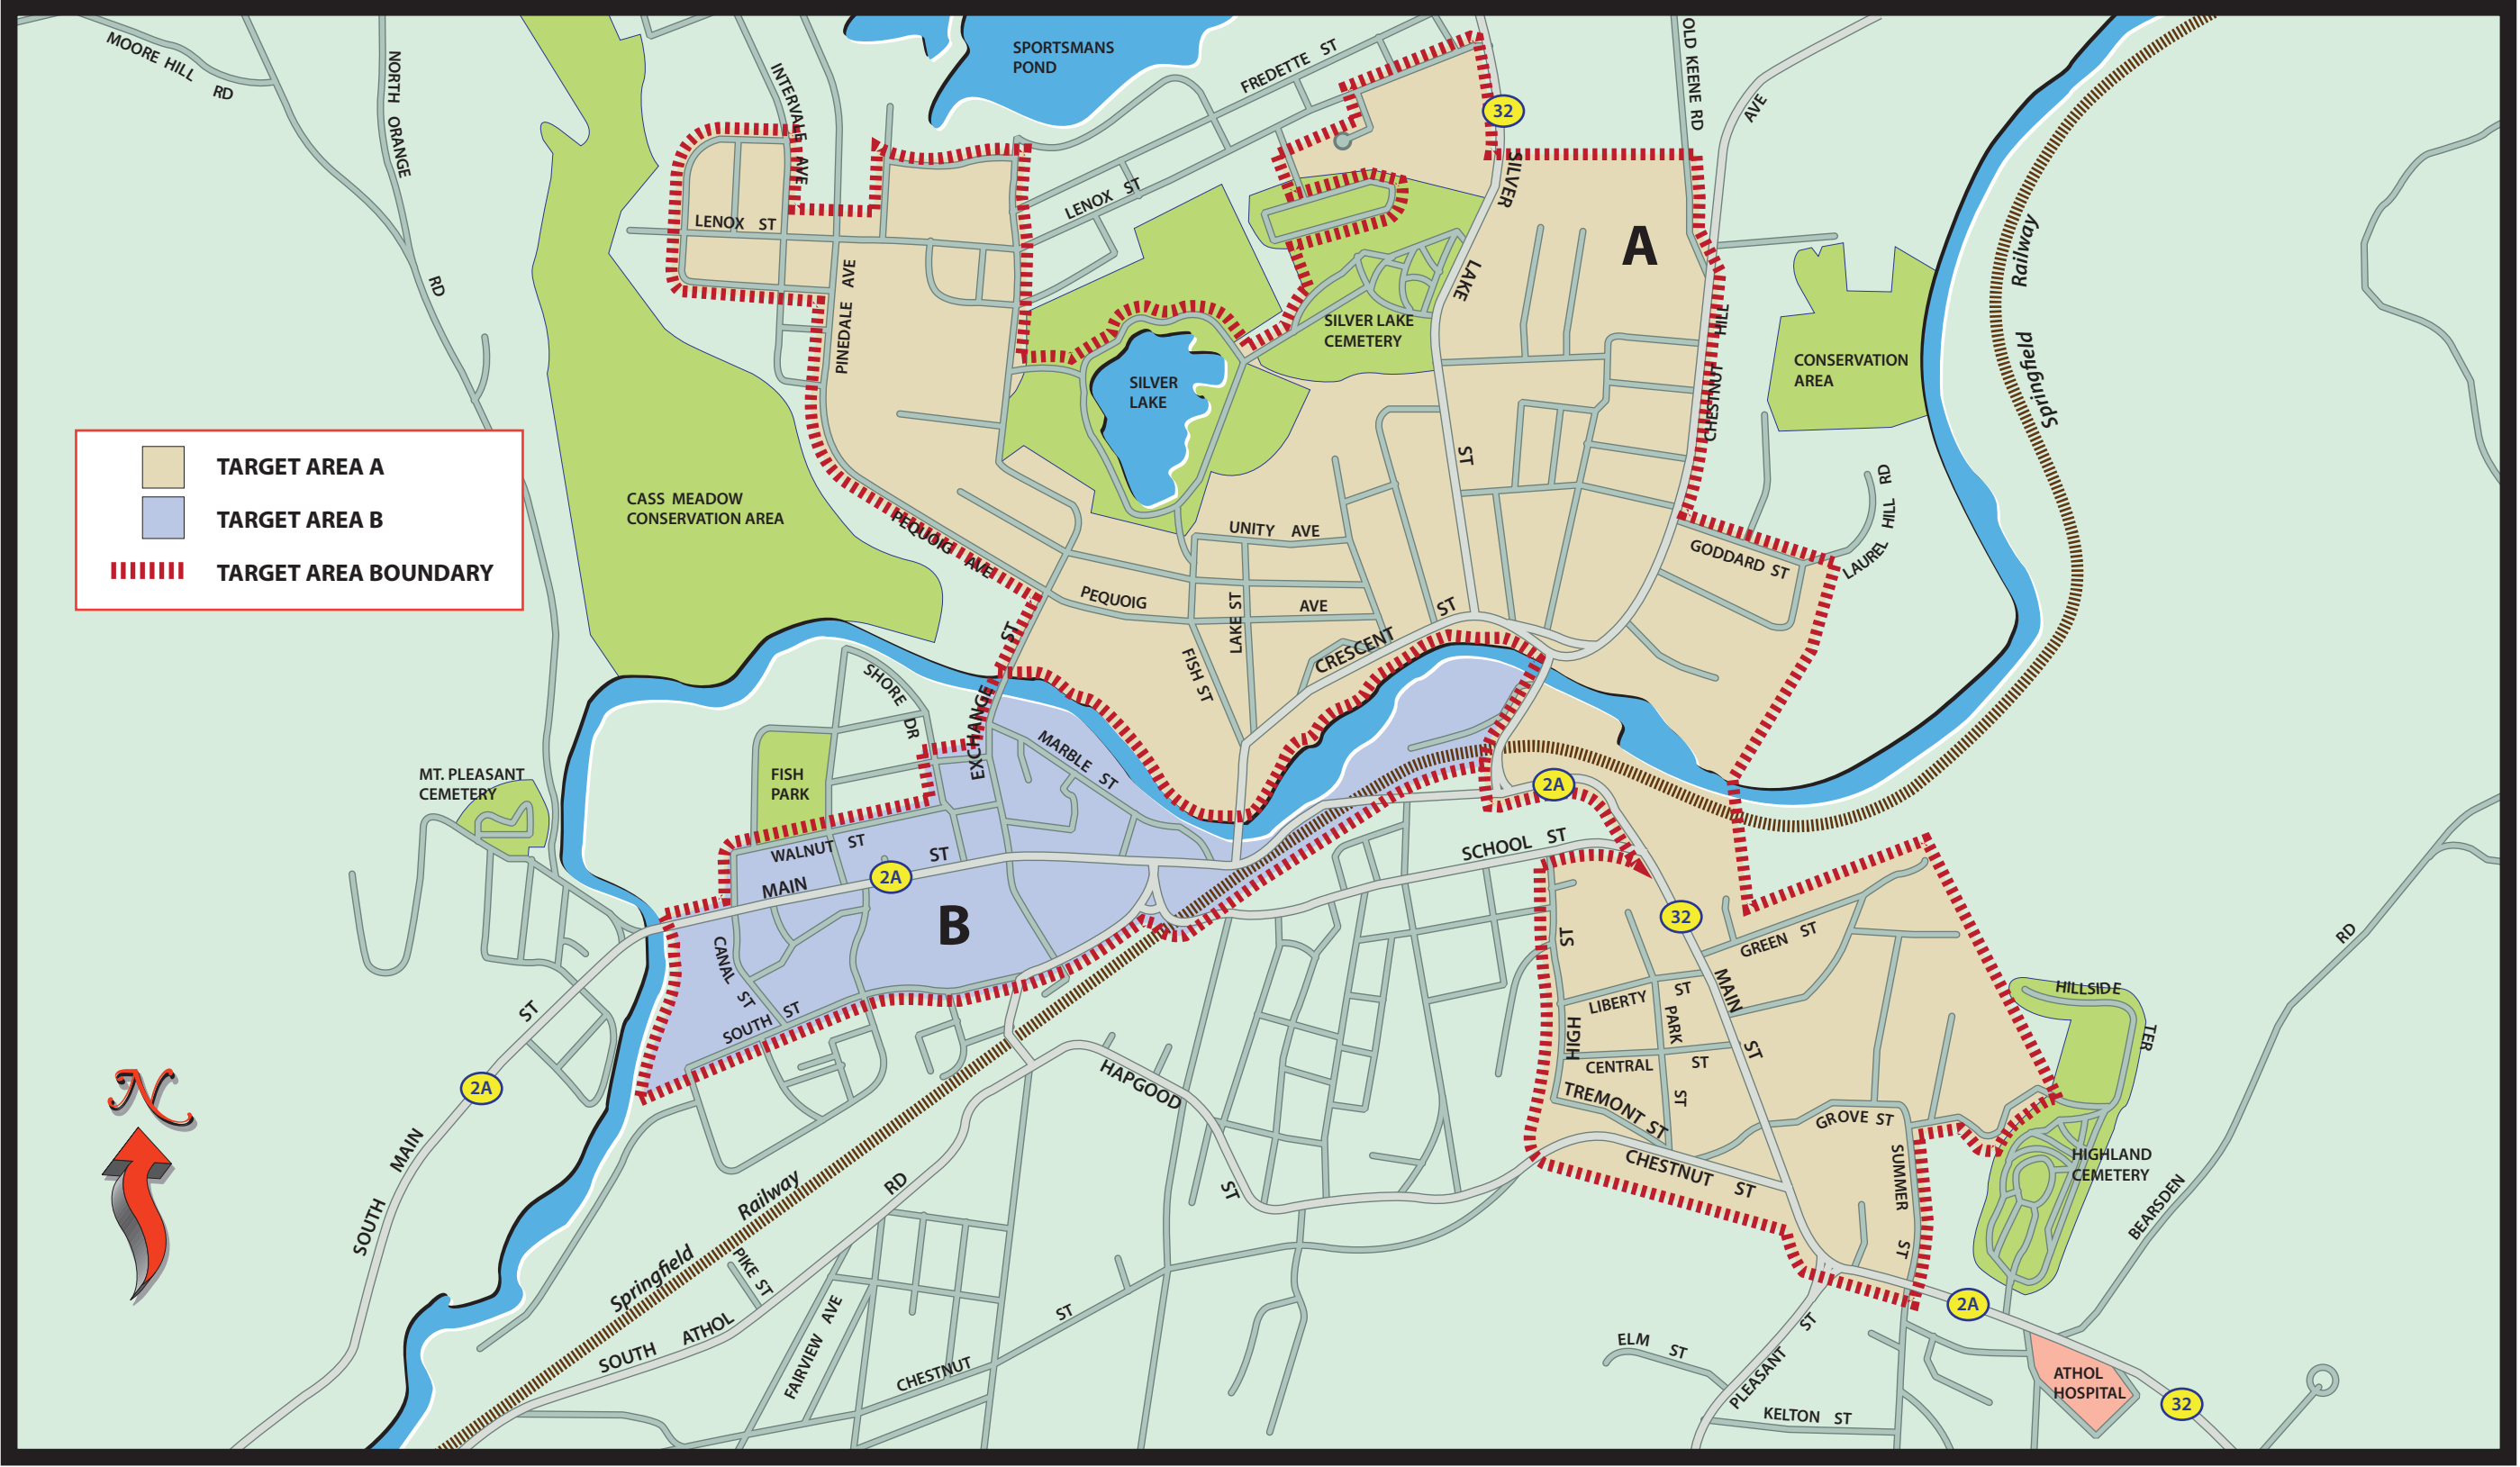 MOORE HILL
RD
NORTH ORANGE
RD
INTERVALE AVE
SPORTSMANS
POND
FREDETTE ST
32
OLD KEENE RD
AVE
LENOX ST
LENOX ST
SILVER
LAKE
ST
A
PINEDALE AVE
SILVER LAKE
CEMETERY
SILVER
LAKE
CHESTNUT HILL
CONSERVATION
AREA
Springfield Railway
TARGET AREA A
TARGET AREA B
TARGET AREA BOUNDARY
CASS MEADOW
CONSERVATION AREA
PEQUOIG AVE
UNITY AVE
PEQUOIG AVE
LAKE ST
FISH ST
CRESCENT ST
GODDARD ST
LAUREL HILL RD
EXCHANGE ST
SHORE DR
MARBLE ST
FISH
PARK
MT. PLEASANT
CEMETERY
WALNUT ST
MAIN ST
2A
B
CANAL ST
SOUTH ST
2A
SCHOOL ST
32
GREEN ST
MAIN ST
HIGH ST
LIBERTY ST
PARK ST
CENTRAL ST
TREMONT ST
GROVE ST
CHESTNUT ST
SUMMER ST
HILLSIDE TER
HIGHLAND
CEMETERY
BEARSDEN RD
N
2A
SOUTH MAIN ST
HAPGOOD ST
Springfield Railway
PIKE ST
SOUTH ATHOL RD
FAIRVIEW AVE
CHESTNUT ST
ELM ST
PLEASANT ST
KELTON ST
2A
ATHOL
HOSPITAL
32